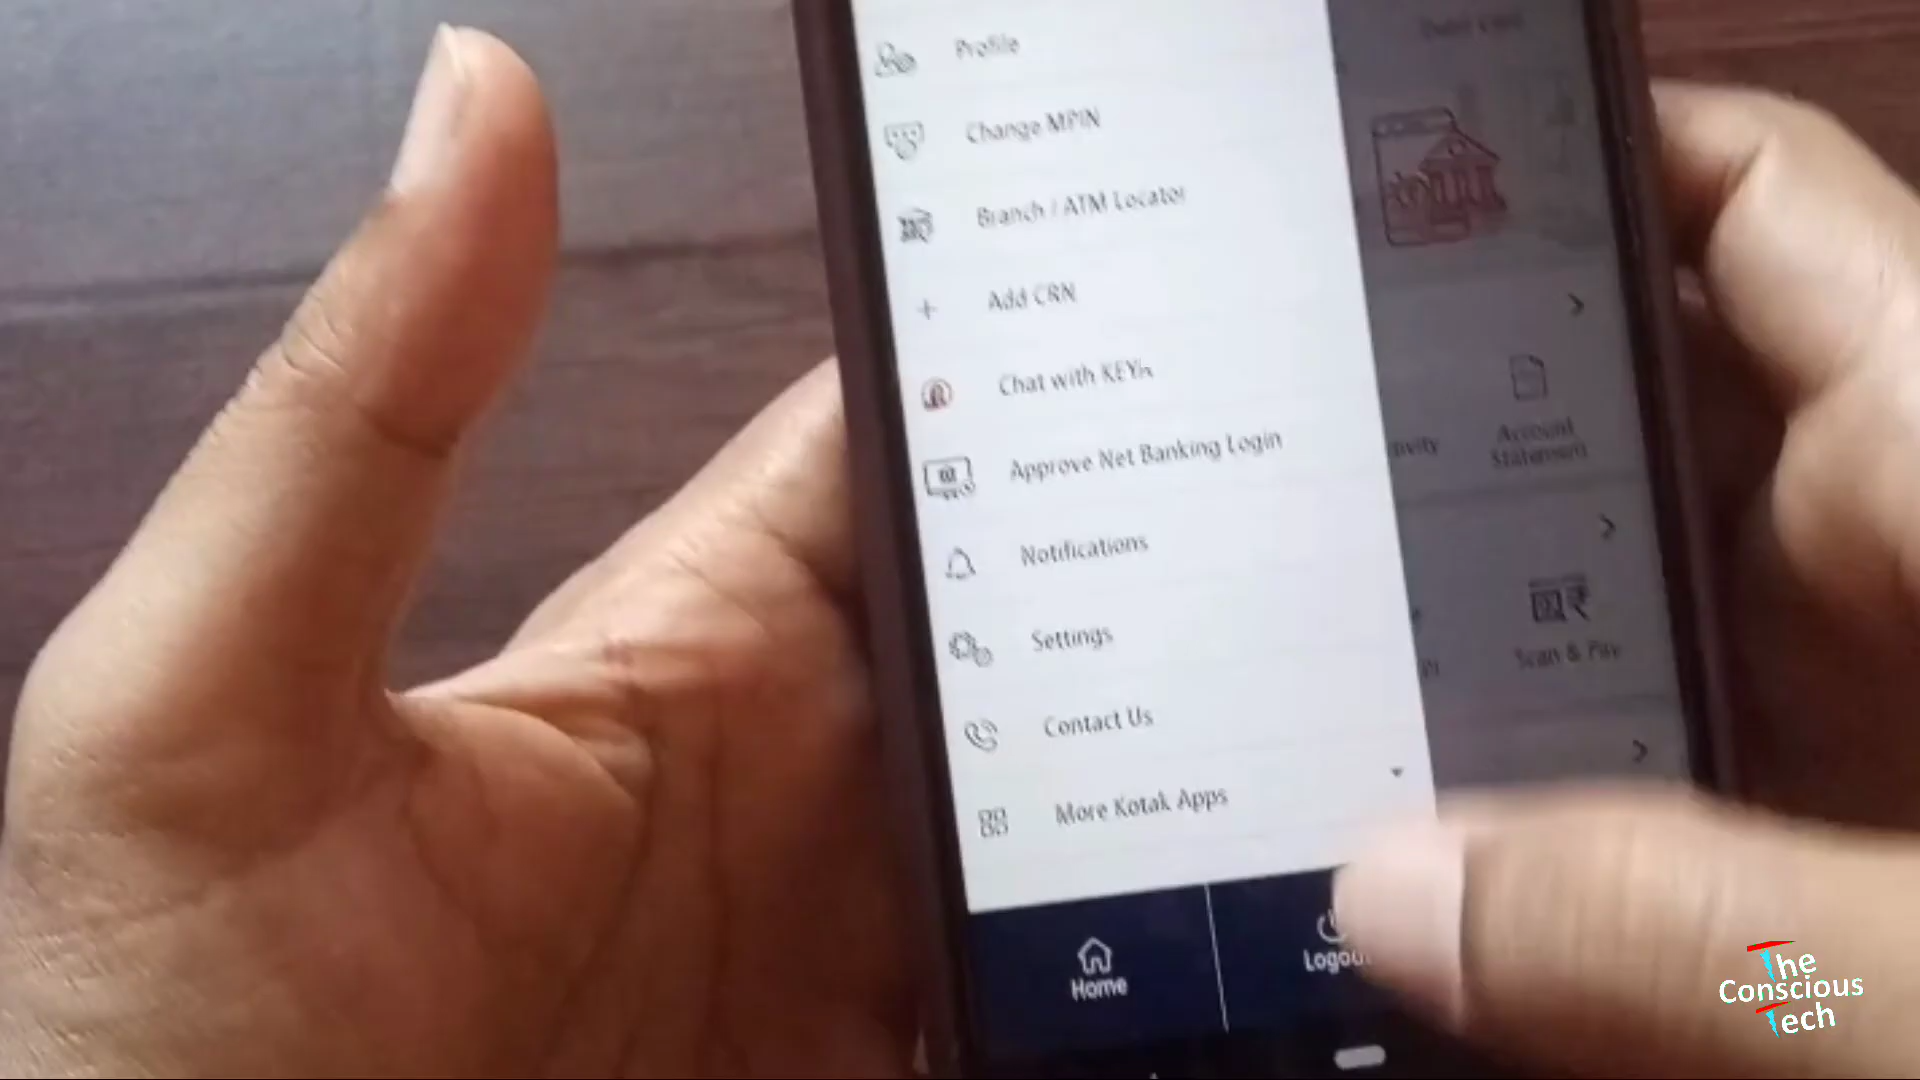 Profile
Change MPIN
Branch / ATM Locator
Add CRN
Chat with KEYA
Approve Net Banking Login
Notifications
Settings
Contact Us
More Kotak Apps
Home
Logout
Account
Statement
Scan & Pay
The
Conscious
Tech